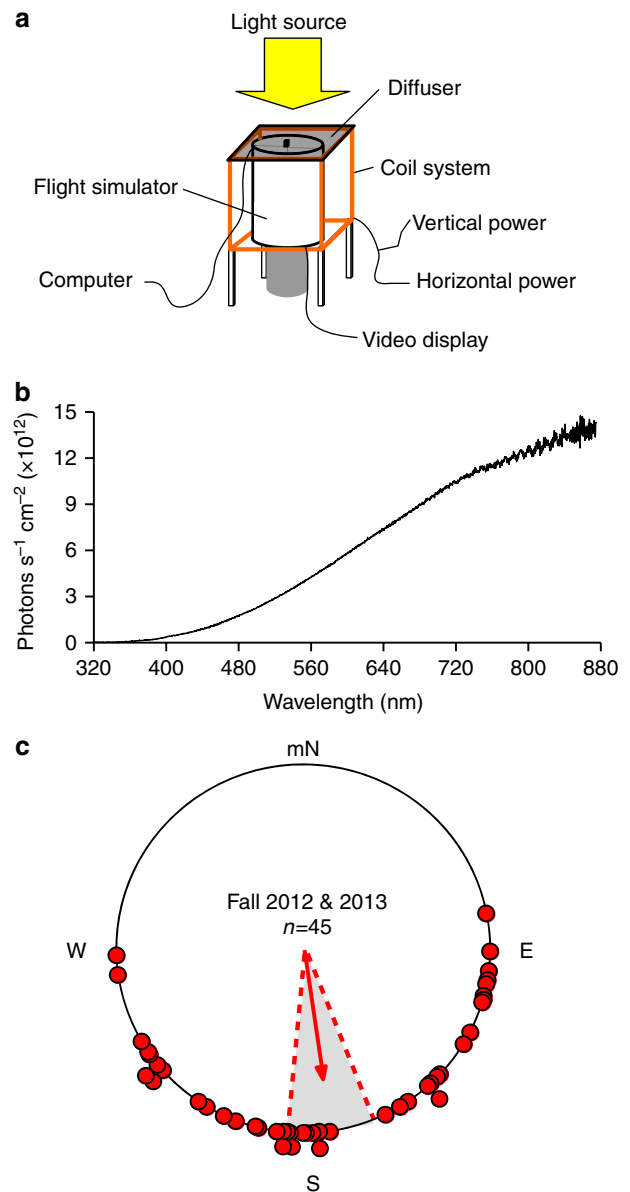 a
Light source
Diffuser
Coil system
Flight simulator
Vertical power
Computer
Horizontal power
Video display
b
Photons s⁻¹ cm⁻² (×10¹²)
15
12
9
6
3
0
320 400 480 560 640 720 800 880
Wavelength (nm)
c
mN
Fall 2012 & 2013
n=45
W
E
S